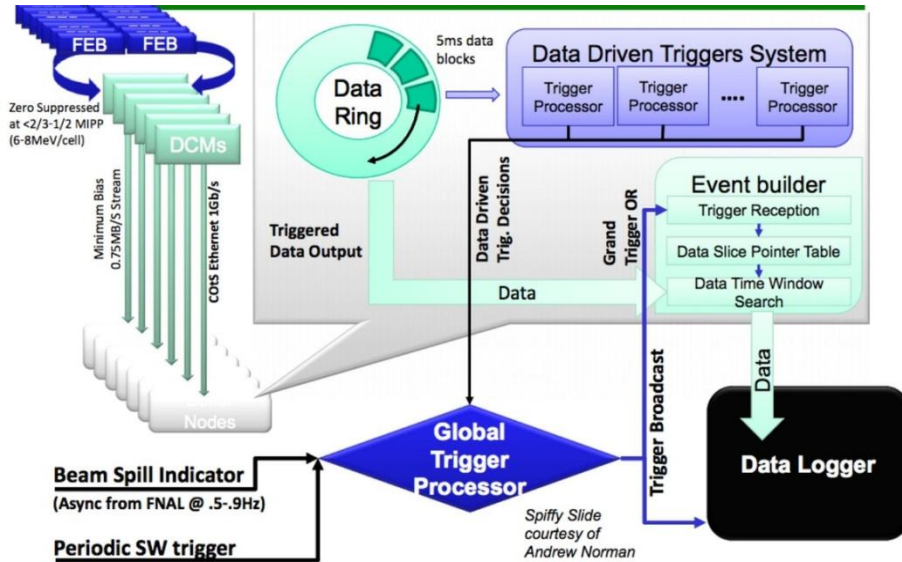 FEB
FEB
Zero Suppressed
at <2/3-1/2 MIPP
(6-8MeV/cell)
DCMs
Minimum Bias
0.75MB/S Stream
COtS Ethernet 1Gb/s
Nodes
Data
Ring
5ms data
blocks
Data Driven Triggers System
Trigger
Processor
Trigger
Processor
....
Trigger
Processor
Triggered
Data Output
Data Driven
Trig. Decisions
Grand
Trigger OR
Data
Event builder
Trigger Reception
Data Slice Pointer Table
Data Time Window
Search
Data
Trigger Broadcast
Global
Trigger
Processor
Data Logger
Beam Spill Indicator
(Async from FNAL @ .5-.9Hz)
Periodic SW trigger
Spiffy Slide
courtesy of
Andrew Norman